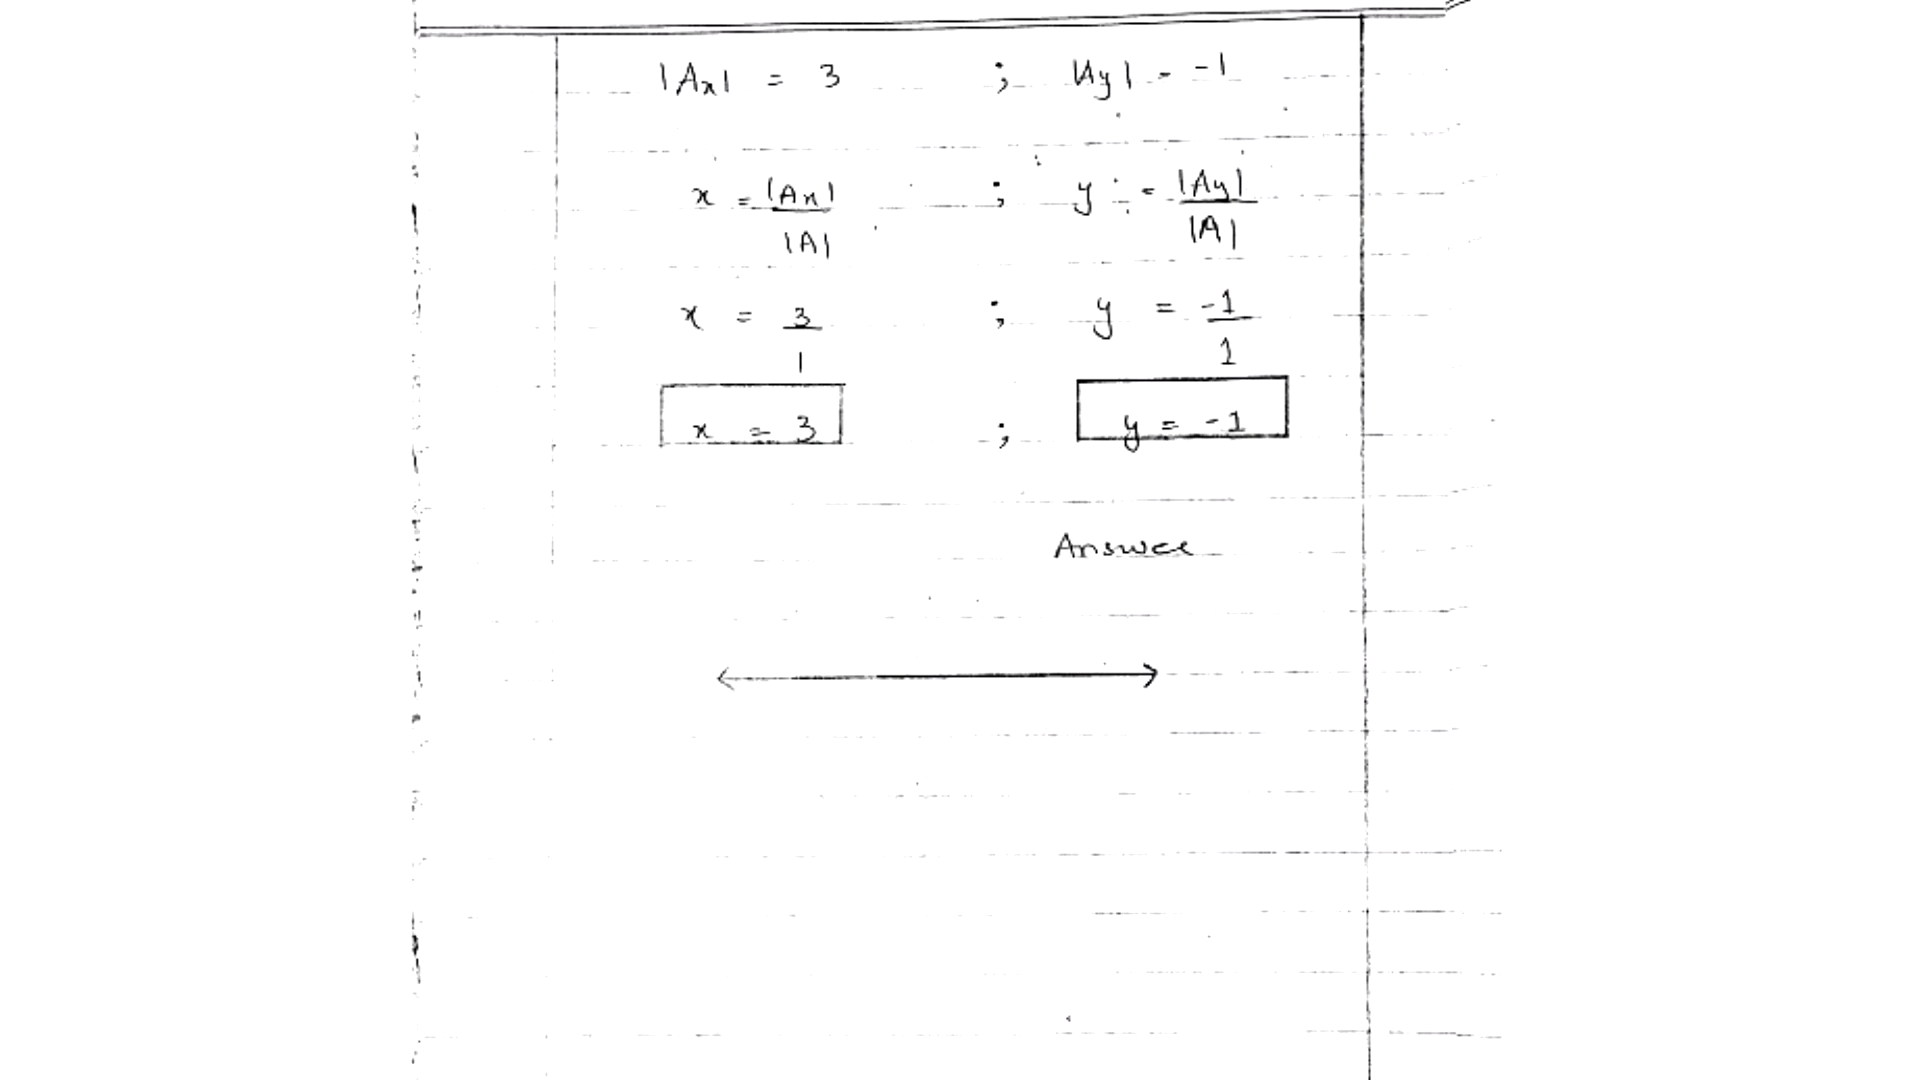 |Ax| = 3 ; |Ay| = -1
x = |Ax| / |A| ; y = |Ay| / |A|
x = 3 / 1 ; y = -1 / 1
x = 3 ; y = -1
Answer